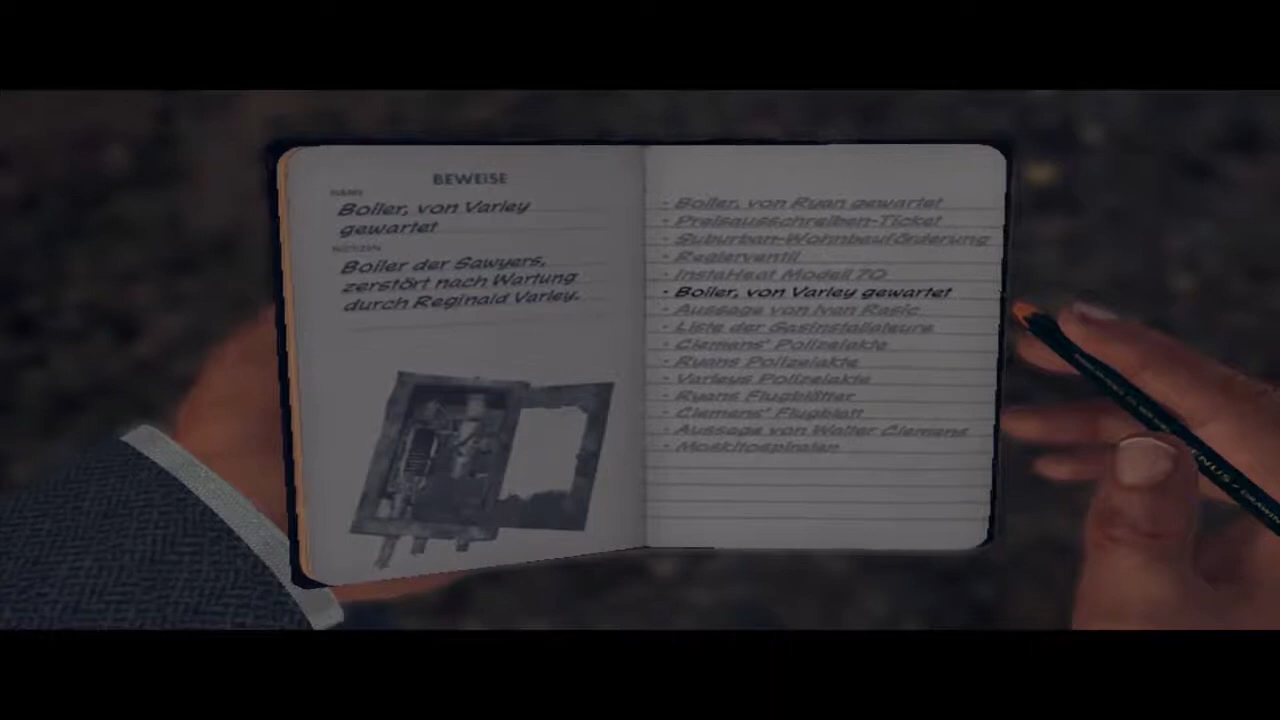 BEWEISE
NAME
Boiler, von Varley
gewartet
NOTIZEN
Boiler der Sawyers,
zerstört nach Wartung
durch Reginald Varley.
- Boiler, von Ryan gewartet
- Preisausschreiben-Ticket
- Suburban-Wohnbauförderung
- Reglerventil
- InstaHeat Modell 70
- Boiler, von Varley gewartet
- Aussage von Ivan Rasic
- Liste der Gasinstallateure
- Clemens' Polizeiakte
- Ryans Polizeiakte
- Varleys Polizeiakte
- Ryans Flugblätter
- Clemens' Flugblatt
- Aussage von Walter Clemens
- Moskitospiralen